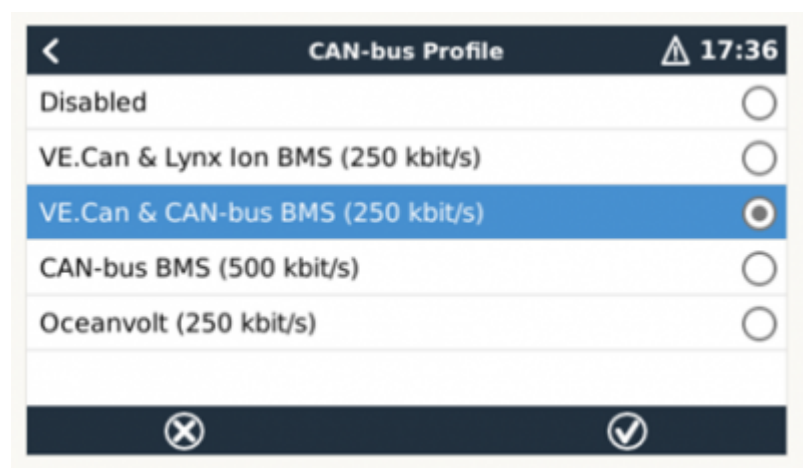 CAN-bus Profile 17:36
Disabled
VE.Can & Lynx Ion BMS (250 kbit/s)
VE.Can & CAN-bus BMS (250 kbit/s)
CAN-bus BMS (500 kbit/s)
Oceanvolt (250 kbit/s)